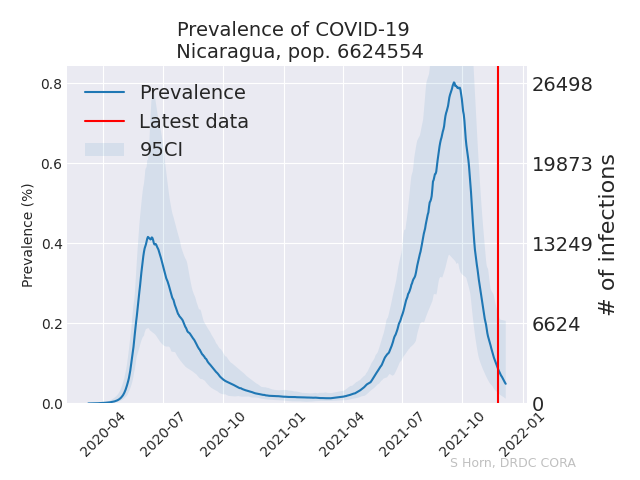 Prevalence of COVID-19
Nicaragua, pop. 6624554
Prevalence
Latest data
95CI
Prevalence (%)
0.8
0.6
0.4
0.2
0.0
26498
19873
13249
6624
0
# of infections
2020-04
2020-07
2020-10
2021-01
2021-04
2021-07
2021-10
2022-01
S Horn, DRDC CORA